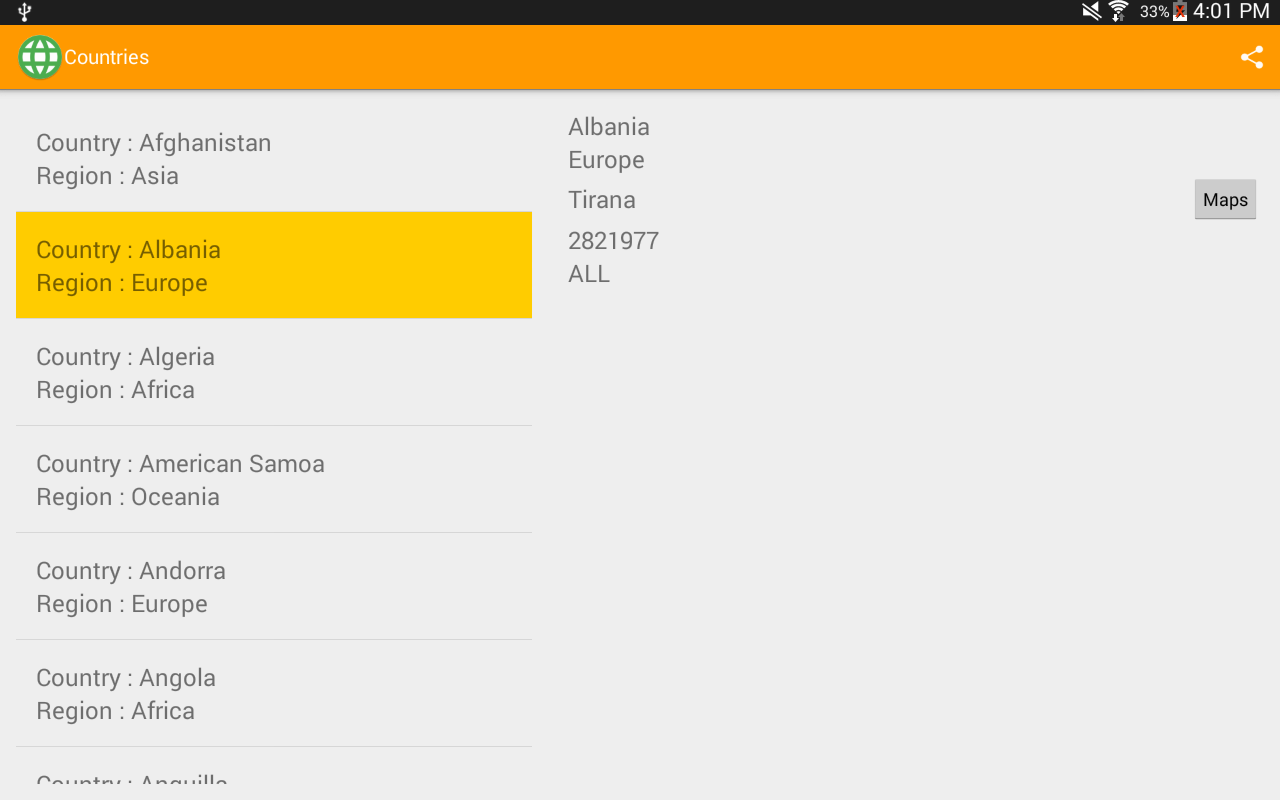 33% 4:01 PM
Countries
Country : Afghanistan
Region : Asia
Country : Albania
Region : Europe
Country : Algeria
Region : Africa
Country : American Samoa
Region : Oceania
Country : Andorra
Region : Europe
Country : Angola
Region : Africa
Country : Anguilla
Albania
Europe
Tirana
Maps
2821977
ALL